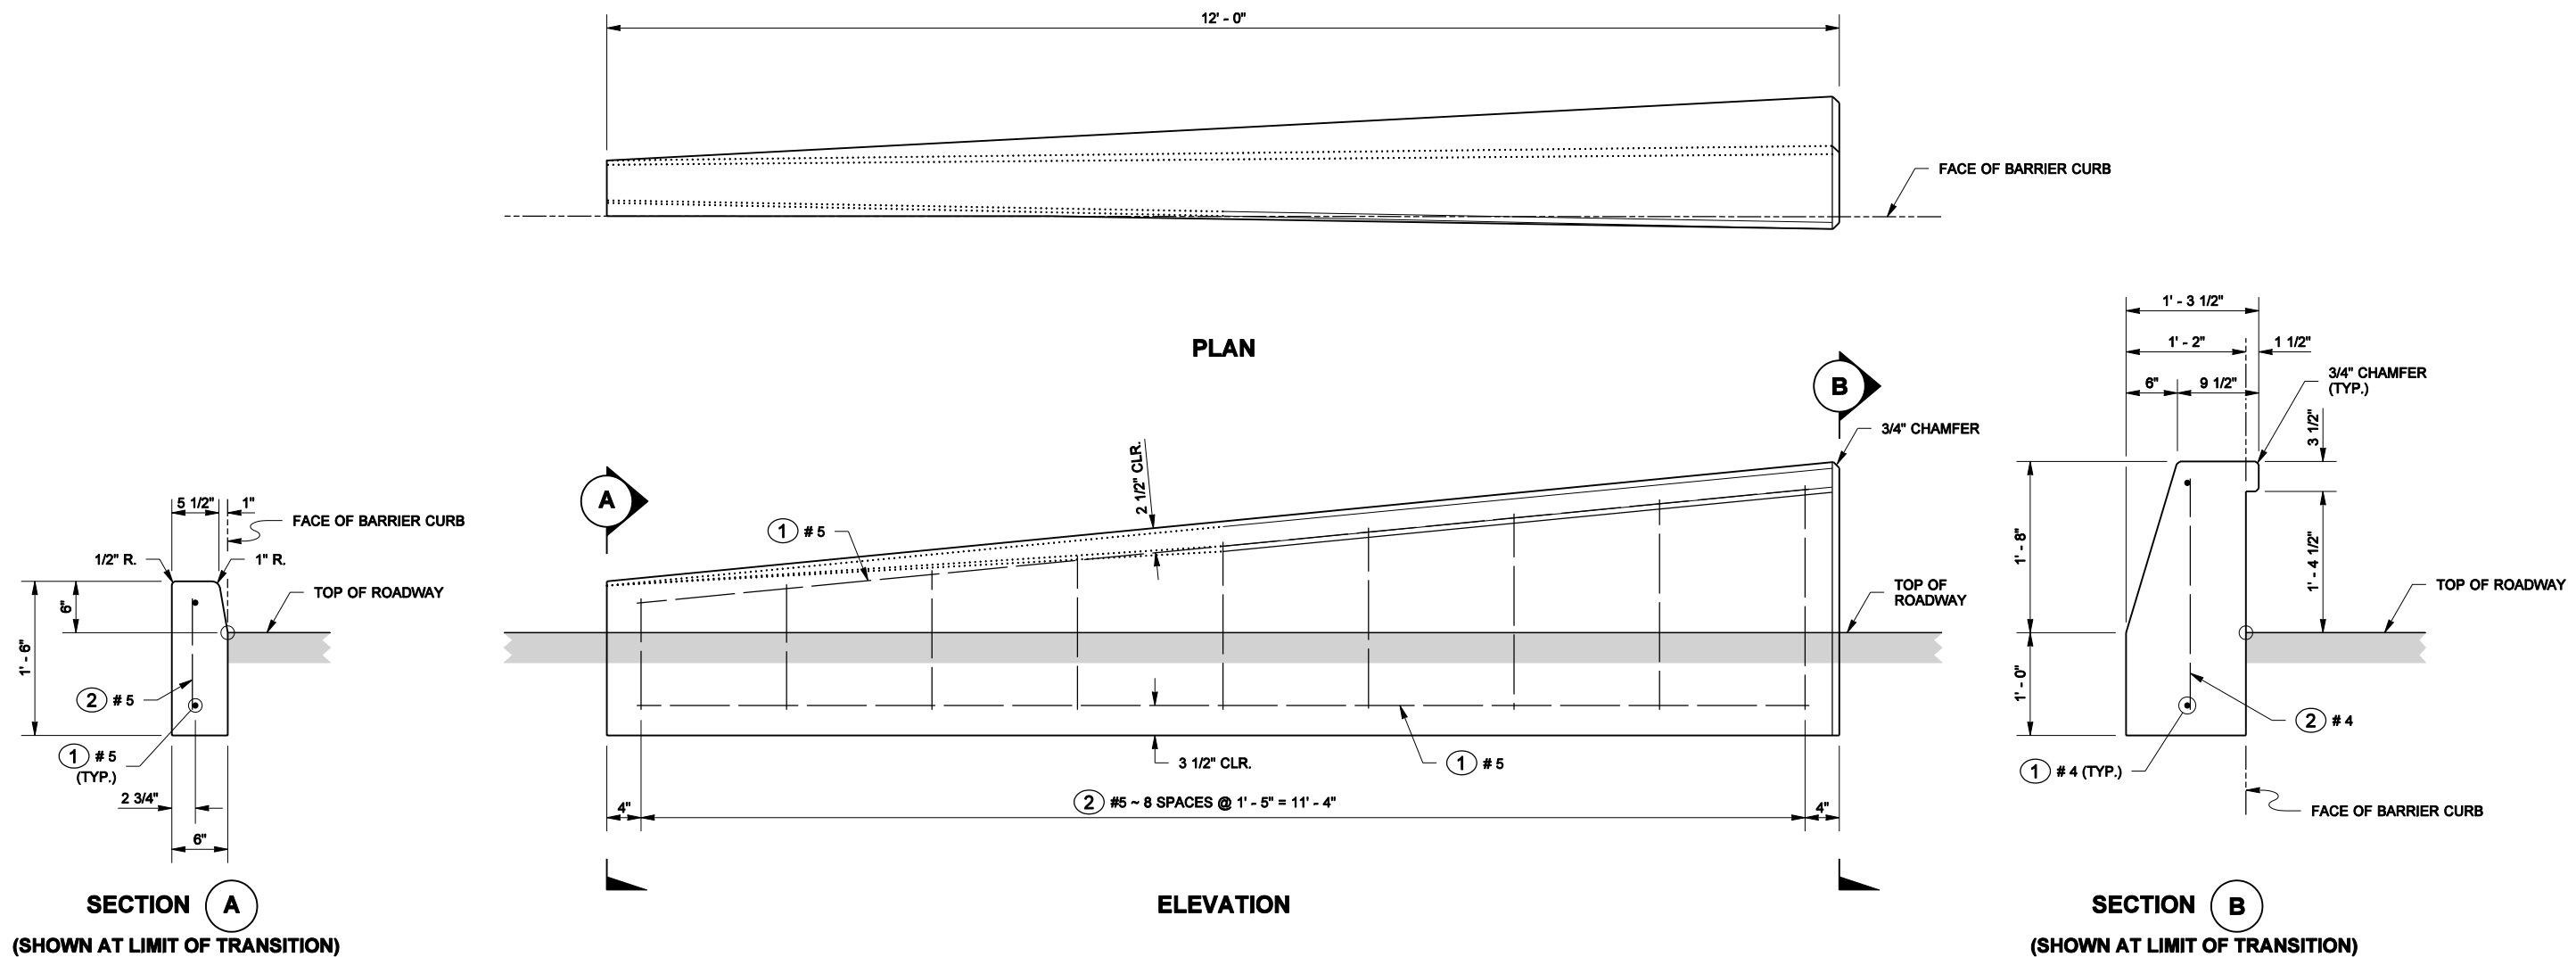 12' - 0"
FACE OF BARRIER CURB
PLAN
A
B
3/4" CHAMFER
2 1/2" CLR.
1 # 5
TOP OF
ROADWAY
3 1/2" CLR.
1 # 5
4"
2 #5 ~ 8 SPACES @ 1' - 5" = 11' - 4"
4"
ELEVATION
5 1/2"
1"
FACE OF BARRIER CURB
1/2" R.
1" R.
TOP OF ROADWAY
6"
1' - 6"
2 # 5
1 # 5
(TYP.)
2 3/4"
6"
SECTION A
(SHOWN AT LIMIT OF TRANSITION)
1' - 3 1/2"
1' - 2"
1 1/2"
6"
9 1/2"
3/4" CHAMFER
(TYP.)
3 1/2"
1' - 8"
1' - 4 1/2"
TOP OF ROADWAY
1' - 0"
2 # 4
1 # 4 (TYP.)
FACE OF BARRIER CURB
SECTION B
(SHOWN AT LIMIT OF TRANSITION)